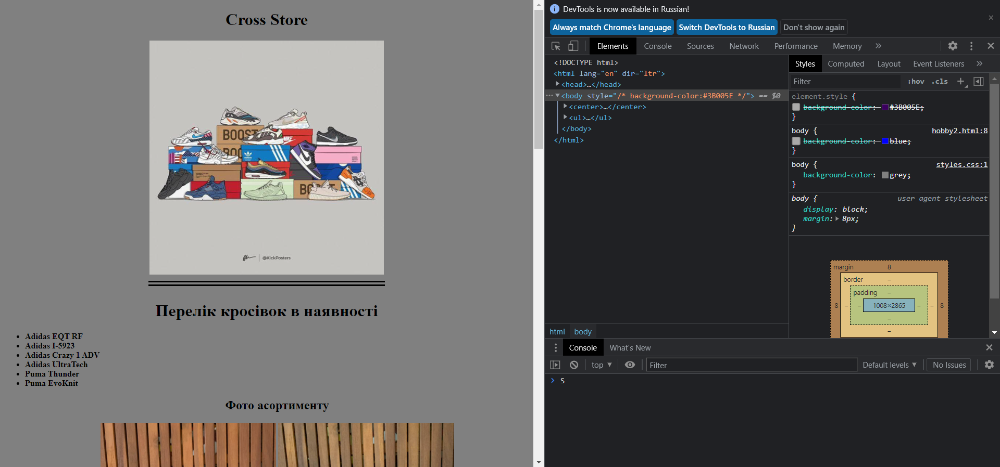 Cross Store
BOOST
BOO
NIKE
adidas
BOOST
@KickPosters
Перелік кросівок в наявності
Adidas EQT RF
Adidas I-5923
Adidas Crazy 1 ADV
Adidas UltraTech
Puma Thunder
Puma EvoKnit
Фото асортименту
DevTools is now available in Russian!
Always match Chrome's language Switch DevTools to Russian Don't show again
Elements Console Sources Network Performance Memory
<!DOCTYPE html>
<html lang="en" dir="ltr">
<head>…</head>
<body style="/* background-color:#3B005E */"> == $0
<center>…</center>
<ul>…</ul>
</body>
</html>
html body
Styles Computed Layout Event Listeners
Filter :hov .cls
element.style {
background-color: #3B005E;
}
body { hobby2.html:8
background-color: blue;
}
body { styles.css:1
background-color: grey;
}
body { user agent stylesheet
display: block;
margin: 8px;
}
margin 8
border –
padding –
8 – – 1008×2865 – – 8
–
–
Console What's New
top Filter Default levels No Issues
S